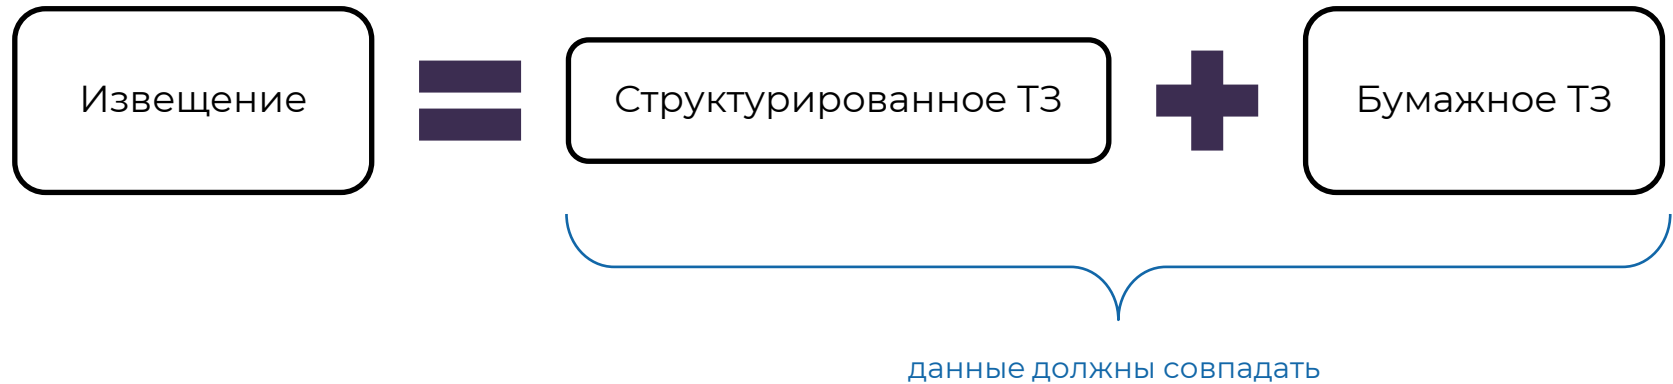 Извещение
Структурированное ТЗ
Бумажное ТЗ
данные должны совпадать